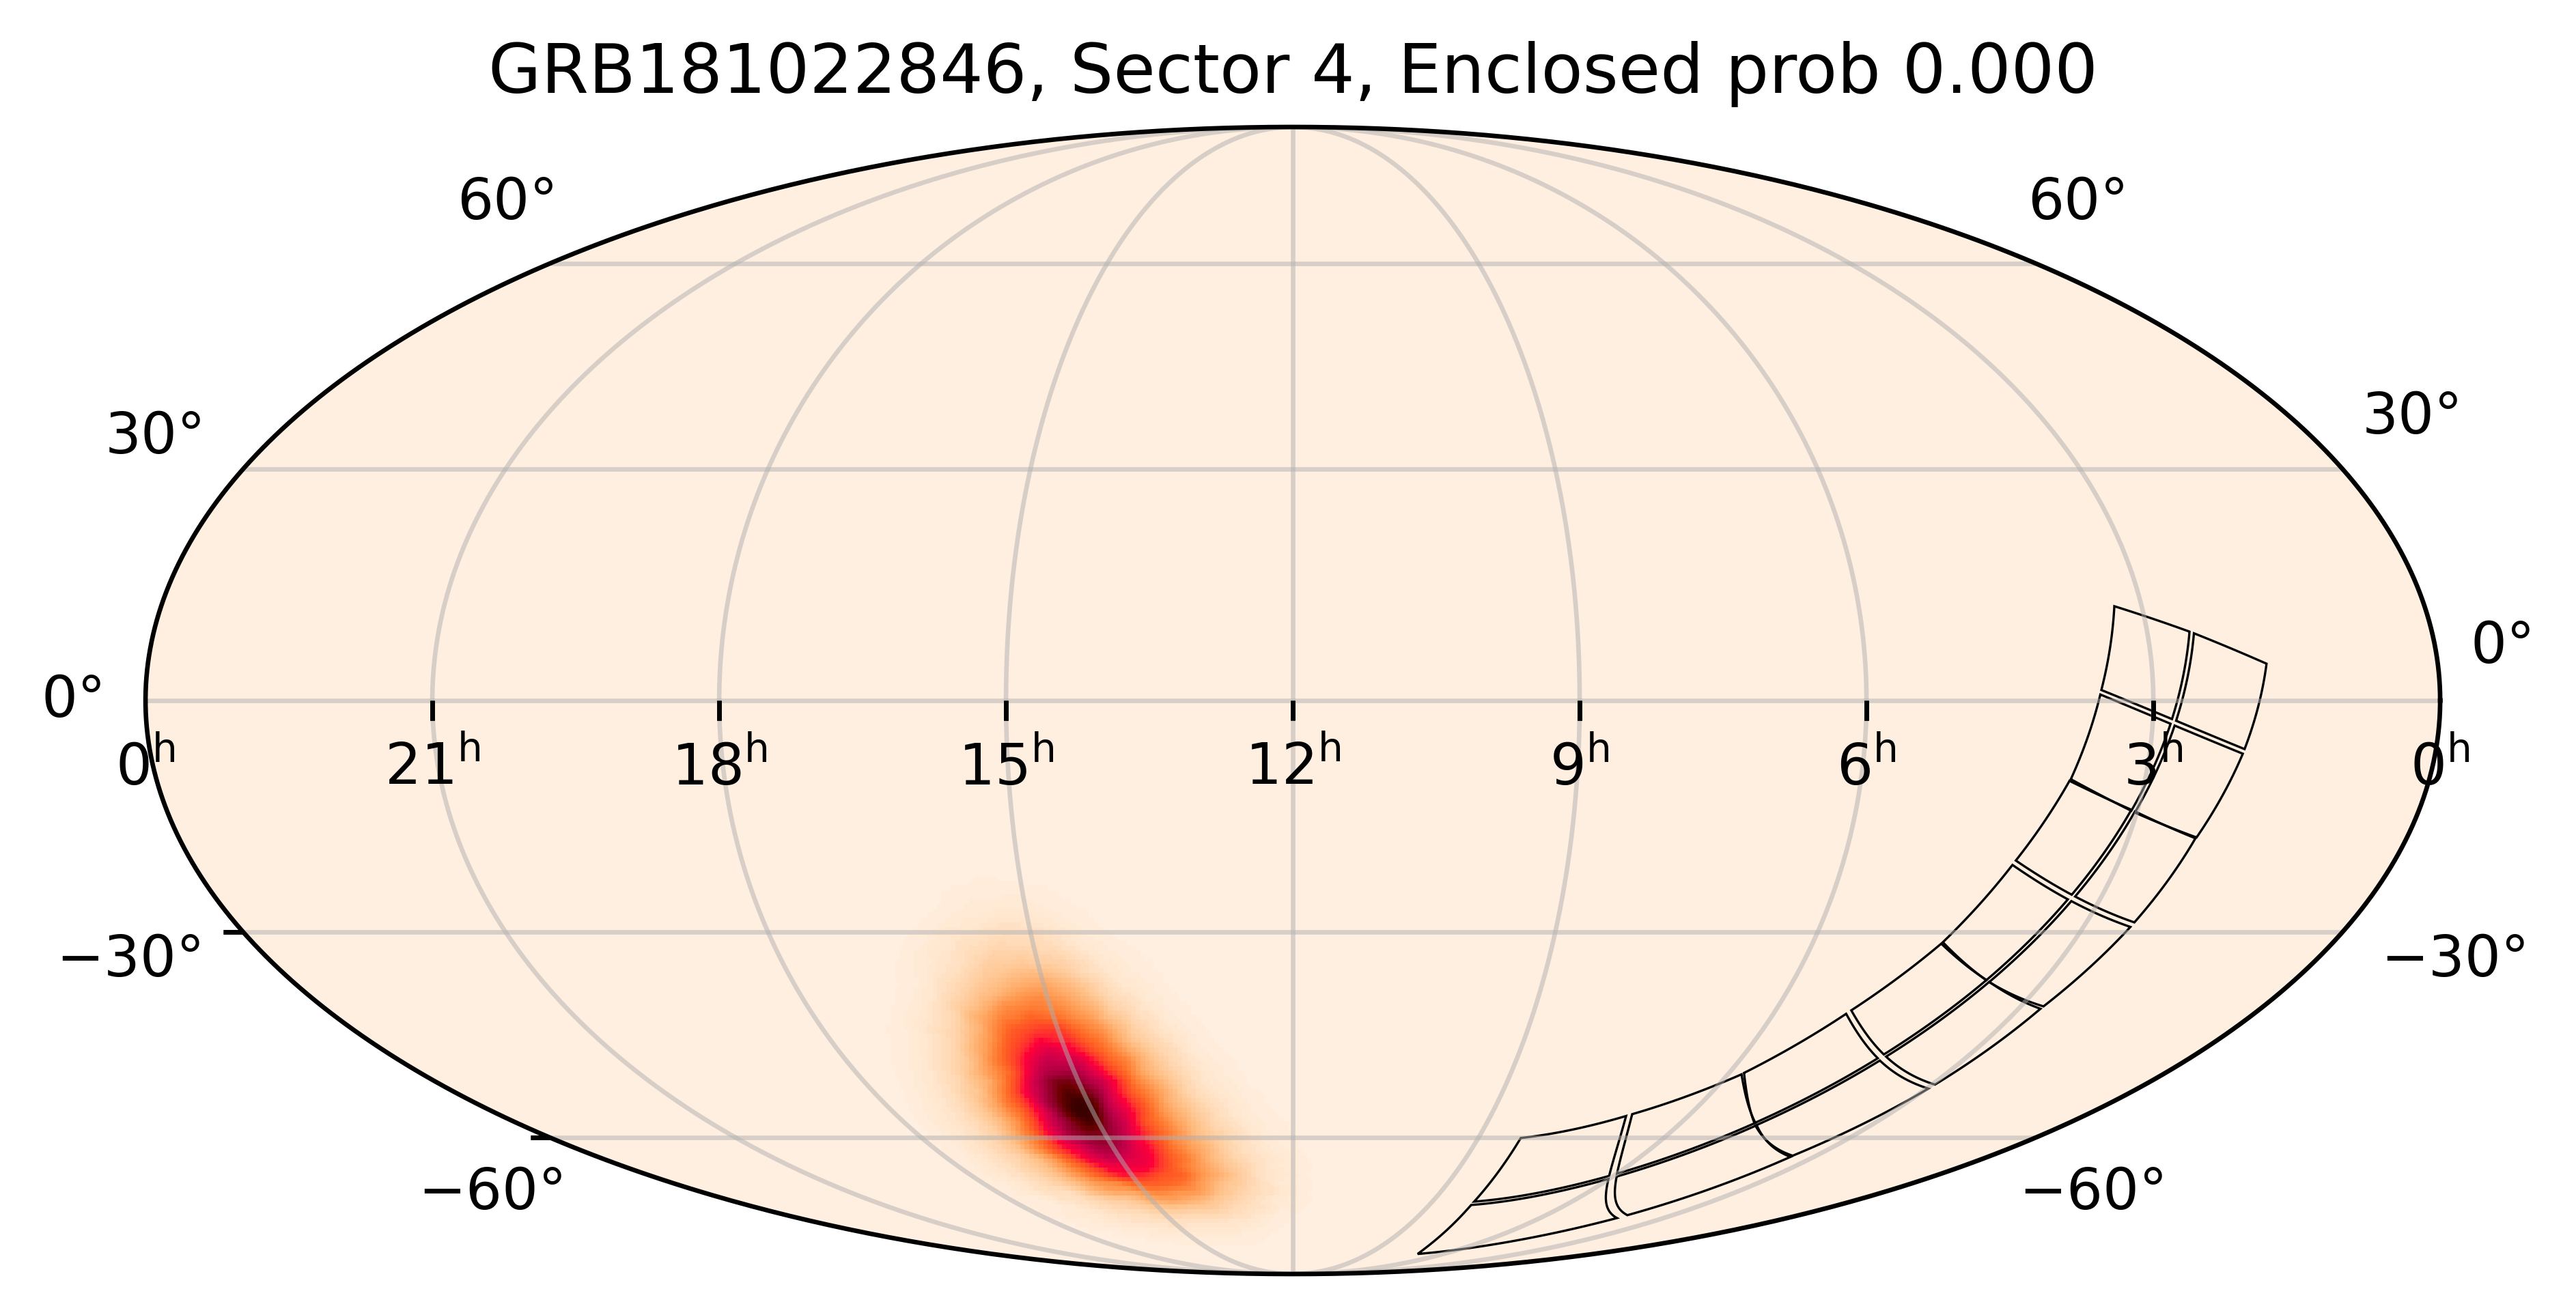 GRB181022846, Sector 4, Enclosed prob 0.000
60° 60°
30° 30°
0° 0°
0ʰ 21ʰ 18ʰ 15ʰ 12ʰ 9ʰ 6ʰ 3ʰ 0ʰ
−30° −30°
−60° −60°